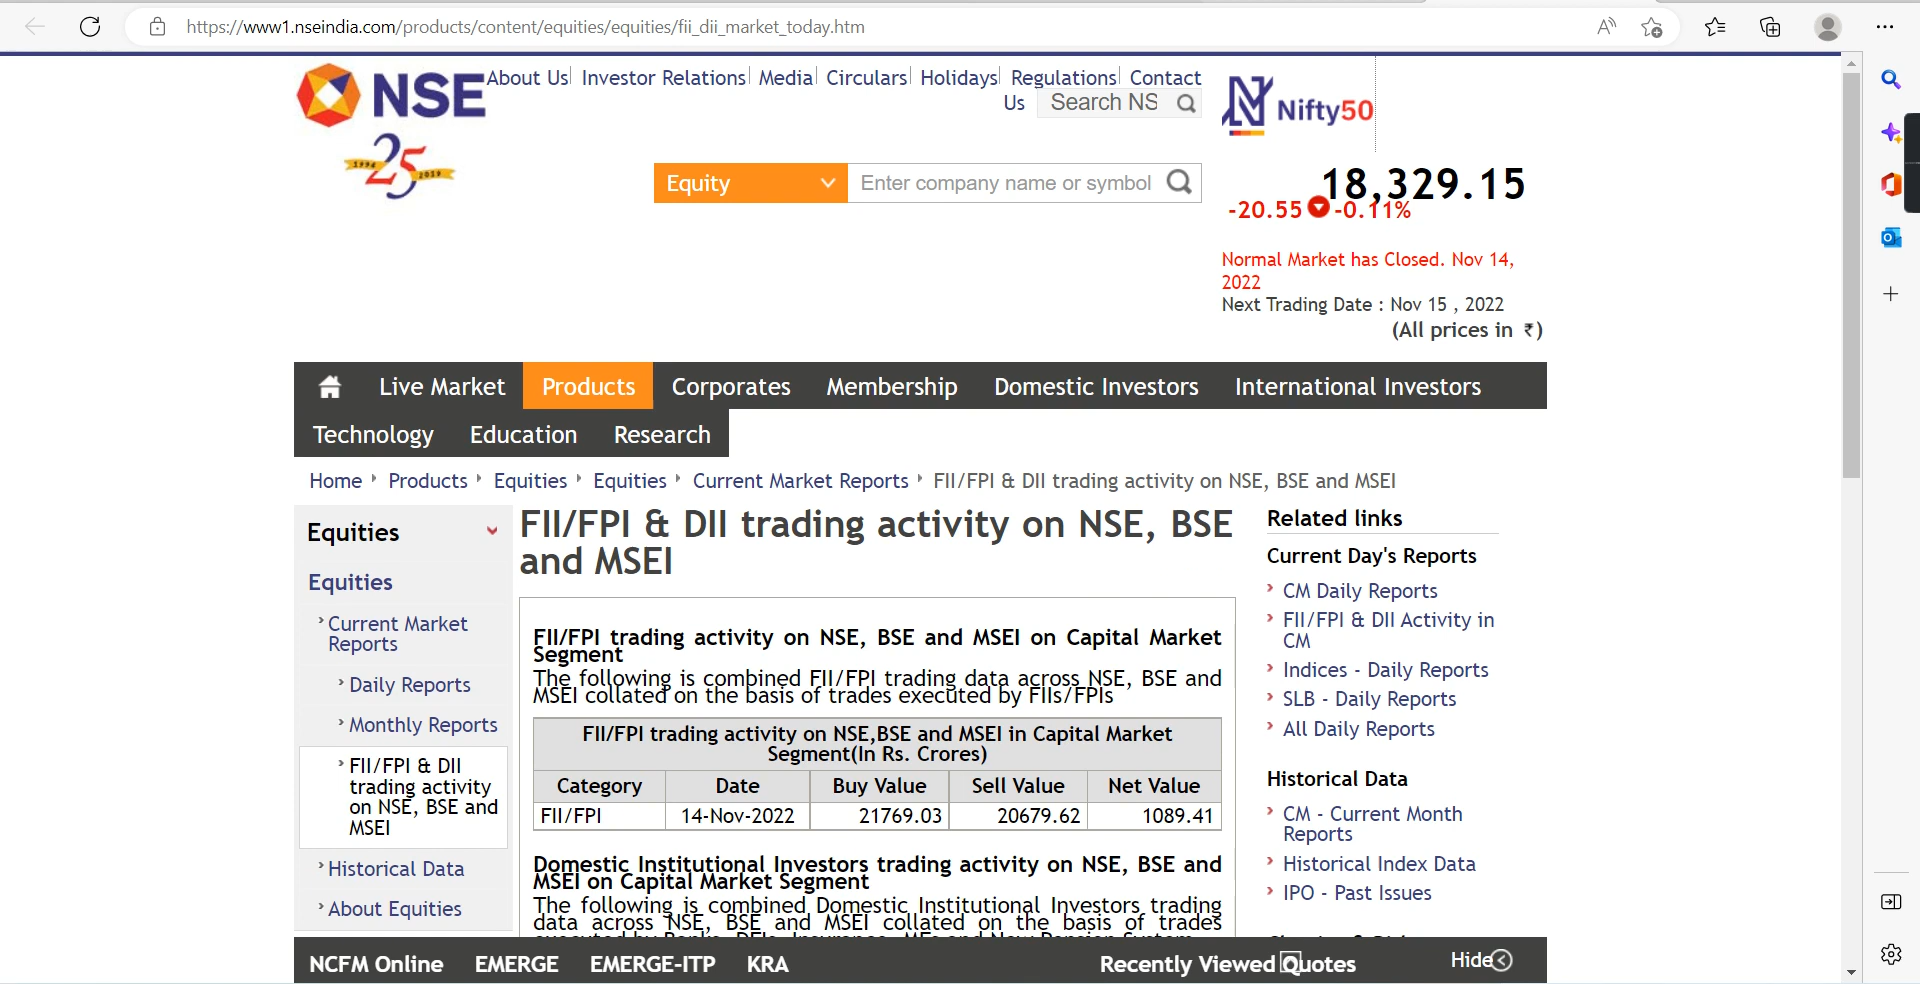 https://www1.nseindia.com/products/content/equities/equities/fii_dii_market_today.htm
NSE
1994 25 2019
About Us Investor Relations Media Circulars Holidays Regulations Contact
Us Search NS
Nifty50
Equity Enter company name or symbol
18,329.15
-20.55 -0.11%
Normal Market has Closed. Nov 14,
2022
Next Trading Date : Nov 15 , 2022
(All prices in ₹)
Live Market Products Corporates Membership Domestic Investors International Investors
Technology Education Research
Home Products Equities Equities Current Market Reports FII/FPI & DII trading activity on NSE, BSE and MSEI
Equities
Equities
Current Market
Reports
Daily Reports
Monthly Reports
FII/FPI & DII
trading activity
on NSE, BSE and
MSEI
Historical Data
About Equities
FII/FPI & DII trading activity on NSE, BSE
and MSEI
FII/FPI trading activity on NSE, BSE and MSEI on Capital Market
Segment
The following is combined FII/FPI trading data across NSE, BSE and
MSEI collated on the basis of trades executed by FIIs/FPIs
FII/FPI trading activity on NSE,BSE and MSEI in Capital Market
Segment(In Rs. Crores)
Category Date Buy Value Sell Value Net Value
FII/FPI 14-Nov-2022 21769.03 20679.62 1089.41
Domestic Institutional Investors trading activity on NSE, BSE and
MSEI on Capital Market Segment
The following is combined Domestic Institutional Investors trading
data across NSE, BSE and MSEI collated on the basis of trades
executed by Banks, DFIs, Insurance, MFs and New Pension System
Related links
Current Day's Reports
CM Daily Reports
FII/FPI & DII Activity in
CM
Indices - Daily Reports
SLB - Daily Reports
All Daily Reports
Historical Data
CM - Current Month
Reports
Historical Index Data
IPO - Past Issues
NCFM Online EMERGE EMERGE-ITP KRA Recently Viewed Quotes Hide